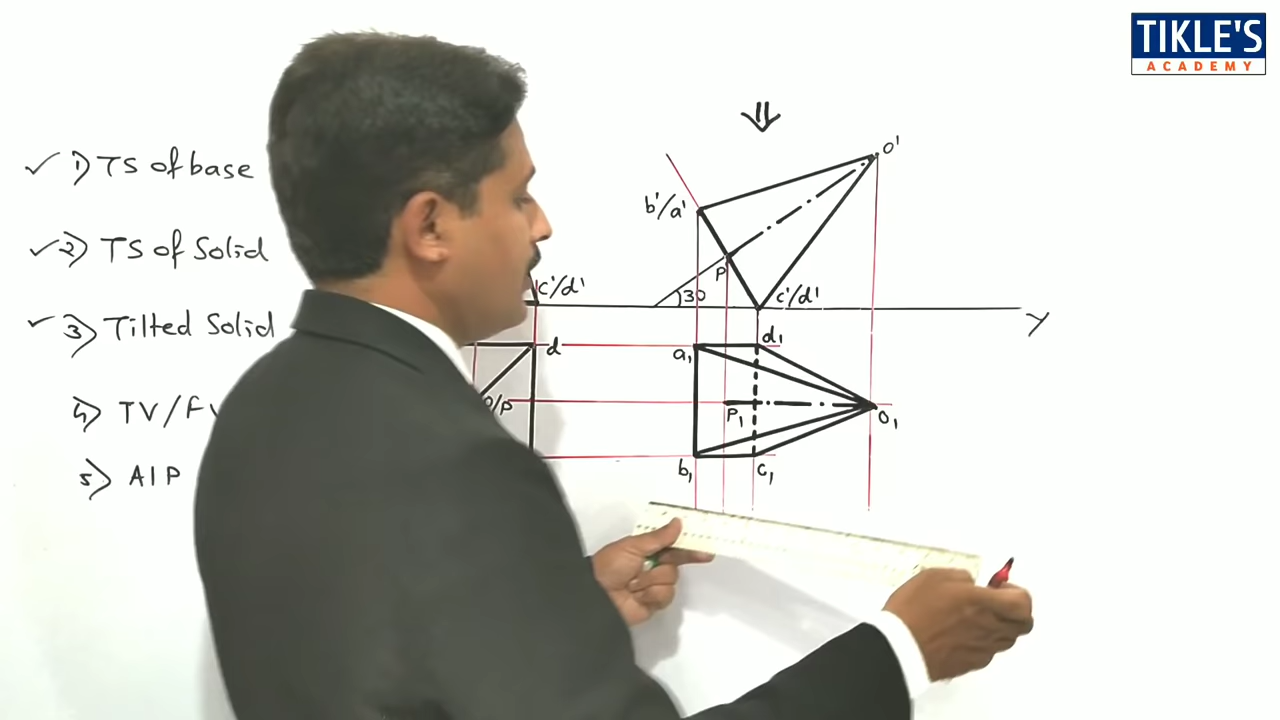 TIKLE'S
ACADEMY
1) TS of base
2) TS of Solid
3) Tilted Solid
4) TV/FV
5) AIP
c'/d'
d
o/p
b'/a'
o'
P
30
c'/d'
Y
a₁
d₁
P₁
o₁
b₁
c₁